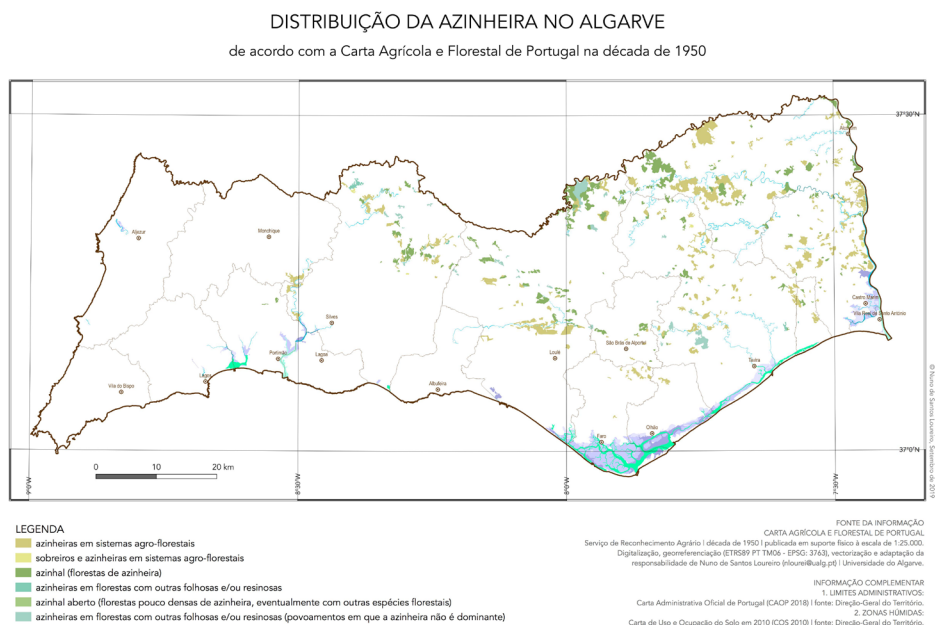 DISTRIBUIÇÃO DA AZINHEIRA NO ALGARVE
de acordo com a Carta Agrícola e Florestal de Portugal na década de 1950
37°30'N
Alcoutim
Aljezur
Monchique
Castro Marim
Vila Real de Santo António
Silves
São Brás de Alportel
Portimão
Lagoa
Loulé
Tavira
Lagos
Vila do Bispo
Albufeira
Olhão
Faro
37°0'N
0 10 20 km
9°0'W
8°30'W
8°0'W
7°30'W
© Nuno de Santos Loureiro, Setembro de 2019
LEGENDA
azinheiras em sistemas agro-florestais
sobreiros e azinheiras em sistemas agro-florestais
azinhal (florestas de azinheira)
azinheiras em florestas com outras folhosas e/ou resinosas
azinhal aberto (florestas pouco densas de azinheira, eventualmente com outras espécies florestais)
azinheiras em florestas com outras folhosas e/ou resinosas (povoamentos em que a azinheira não é dominante)
FONTE DA INFORMAÇÃO
CARTA AGRÍCOLA E FLORESTAL DE PORTUGAL
Serviço de Reconhecimento Agrário | década de 1950 | publicada em suporte físico à escala de 1:25.000.
Digitalização, georreferenciação (ETRS89 PT TM06 - EPSG: 3763), vectorização e adaptação da
responsabilidade de Nuno de Santos Loureiro (nlourei@ualg.pt) | Universidade do Algarve.
INFORMAÇÃO COMPLEMENTAR
1. LIMITES ADMINISTRATIVOS:
Carta Administrativa Oficial de Portugal (CAOP 2018) | fonte: Direção-Geral do Território.
2. ZONAS HÚMIDAS:
Carta de Uso e Ocupação do Solo em 2010 (COS 2010) | fonte: Direção-Geral do Território.